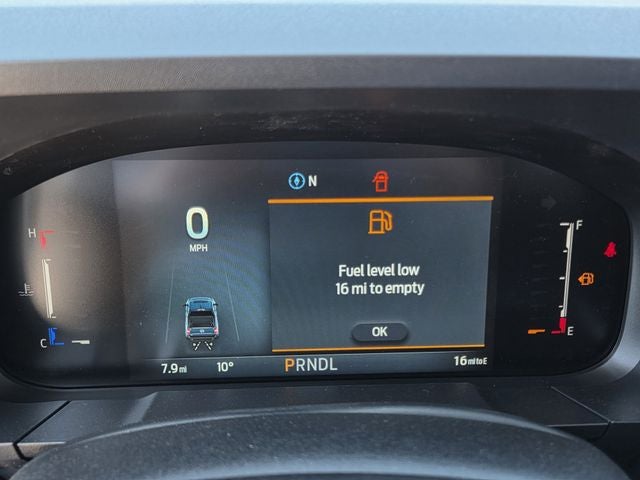 N
H
0
MPH
Fuel level low
16 mi to empty
OK
F
C
E
7.9 mi
10°
PRNDL
16 mi to E